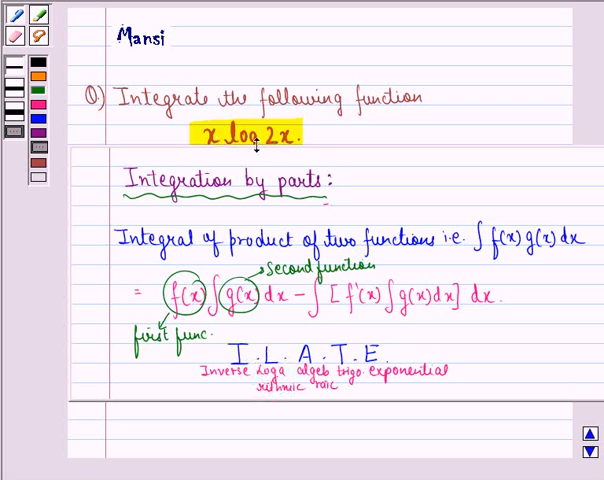 Mansi
Q) Integrate the following function
x log 2x.
Integration by parts:
Integral of product of two functions i.e. ∫ f(x) g(x) dx
second function
= f(x) ∫ g(x) dx - ∫ [ f'(x) ∫ g(x) dx ] dx.
first func.
I . L . A . T . E .
Inverse Loga algeb trigo. exponential
rithmic raic